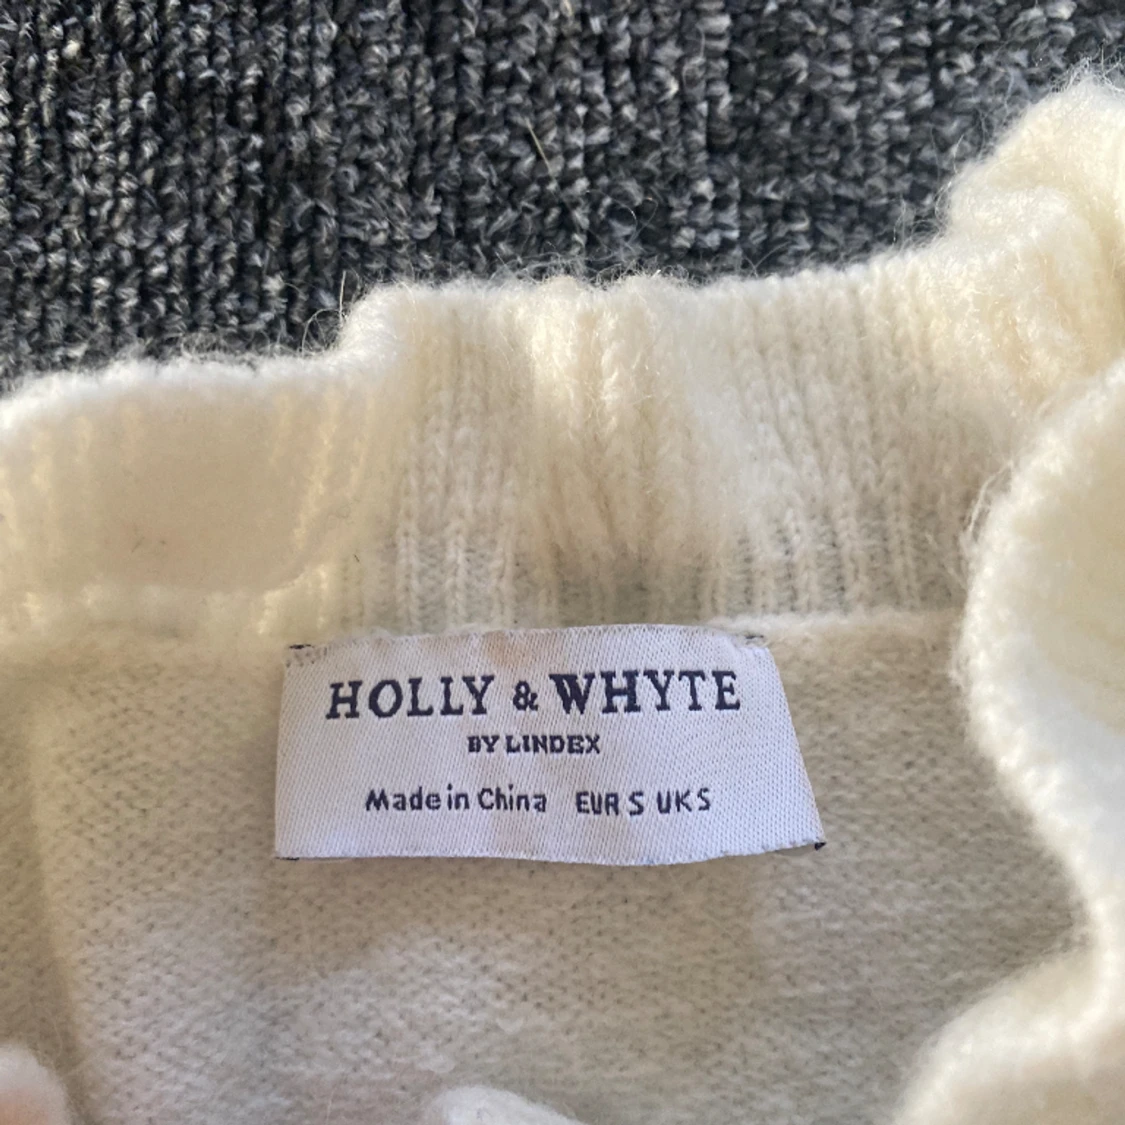 HOLLY & WHYTE
BY LINDEX
Made in China EUR S UK S